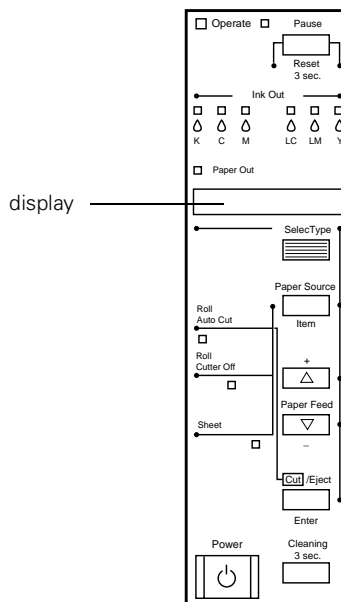 Operate Pause
Reset
3 sec.
Ink Out
K C M LC LM Y
Paper Out
display
SelecType
Paper Source
Item
Roll
Auto Cut
Roll
Cutter Off
+
Paper Feed
–
Sheet
Cut /Eject
Enter
Power
Cleaning
3 sec.